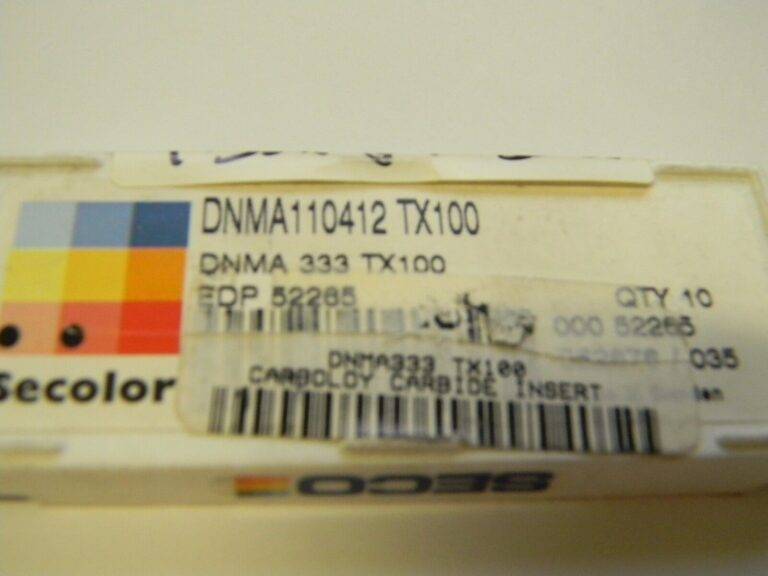 DNMA110412 TX100
DNMA 333 TX100
EDP 52265
QTY 10
000 52265
035
DNMA333 TX100
CARBOLOY CARBIDE INSERT
Secolor
SECO